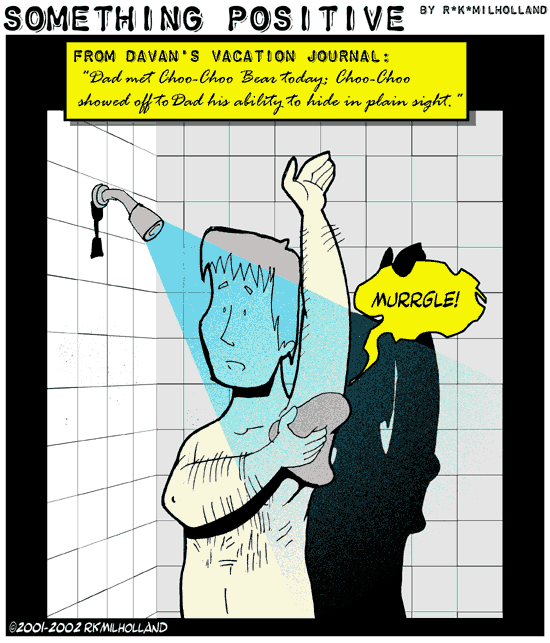 SOMETHING POSITIVE BY R*K*MILHOLLAND
FROM DAVAN'S VACATION JOURNAL:
"Dad met Choo-Choo Bear today; Choo-Choo
showed off to Dad his ability to hide in plain sight."
MURRGLE!
©2001-2002 RKMILHOLLAND